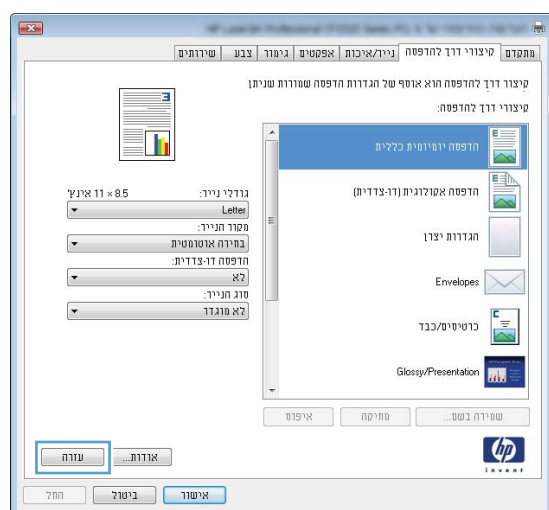 מתקדם קיצורי דרך להדפסה נייר/איכות אפקטים גימור צבע שירותים
קיצור דרך להדפסה הוא אוסף של הגדרות הדפסה שמורות שניתן
קיצורי דרך להדפסה:
הדפסה יומיומית כללית
הדפסה אקולוגית (דו-צדדית)
הגדרות יצרן
Envelopes
כרטיסים/כבד
Glossy/Presentation
שמירה בשם... מחיקה איפוס
גודלי נייר: 8.5 × 11 אינץ'
Letter
מקור הנייר:
בחירה אוטומטית
הדפסה דו-צדדית:
לא
סוג הנייר:
לא מוגדר
hp
invent
אודות... עזרה
אישור ביטול החל